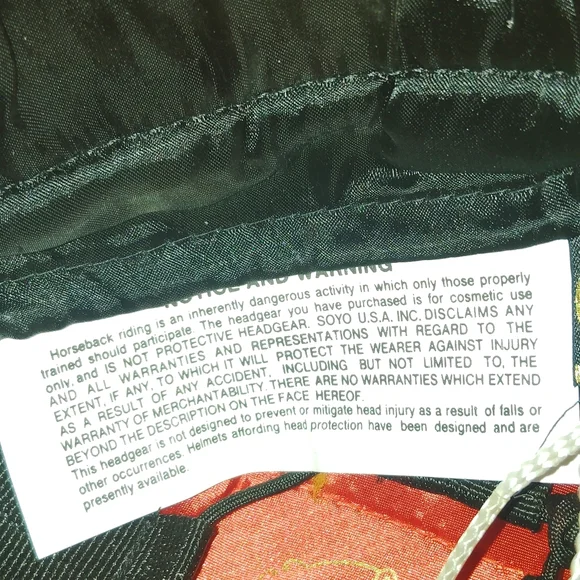 NOTICE AND WARNING
Horseback riding is an inherently dangerous activity in which only those properly
trained should participate The headgear you have purchased is for cosmetic use
only, and IS NOT PROTECTIVE HEADGEAR. SOYO U.S.A. INC. DISCLAIMS ANY
AND ALL WARRANTIES AND REPRESENTATIONS WITH REGARD TO THE
EXTENT, IF ANY, TO WHICH IT WILL PROTECT THE WEARER AGAINST INJURY
AS A RESULT OF ANY ACCIDENT, INCLUDING BUT NOT LIMITED TO, THE
WARRANTY OF MERCHANTABILITY. THERE ARE NO WARRANTIES WHICH EXTEND
BEYOND THE DESCRIPTION ON THE FACE HEREOF.
This headgear is not designed to prevent or mitigate head injury as a result of falls or
other occurrences. Helmets affording head protection have been designed and are
presently available.